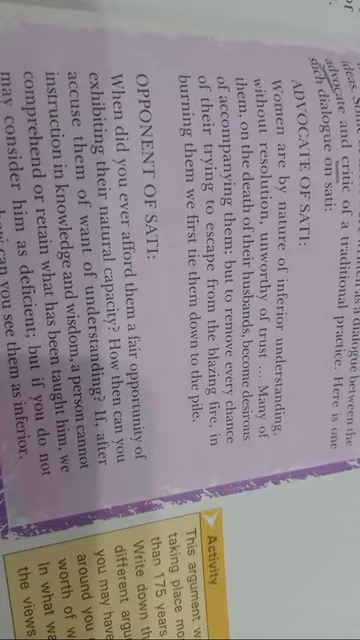 of
ideas.
a dialogue between the
advocate and critic of a traditional practice. Here is one
such dialogue on sati:
ADVOCATE OF SATI:
Women are by nature of inferior understanding,
without resolution, unworthy of trust ... Many of
them, on the death of their husbands, become desirous
of accompanying them; but to remove every chance
of their trying to escape from the blazing fire, in
burning them we first tie them down to the pile.
OPPONENT OF SATI:
When did you ever afford them a fair opportunity of
exhibiting their natural capacity? How then can you
accuse them of want of understanding? If, after
instruction in knowledge and wisdom, a person cannot
comprehend or retain what has been taught him, we
may consider him as deficient; but if you do not
can you see them as inferior.
Activity
This argument w
taking place mo
than 175 years
Write down th
different argu
you may have
around you
worth of w
In what wa
the views